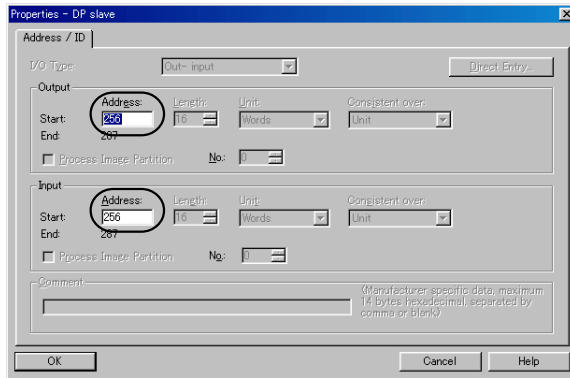 Properties - DP slave
Address / ID
I/O Type: Out- input Direct Entry...
Output
Address: Length: Unit: Consistent over:
Start: 256 16 Words Unit
End: 287
Process Image Partition No.: 0
Input
Address: Length: Unit: Consistent over:
Start: 256 16 Words Unit
End: 287
Process Image Partition No.: 0
Comment
(Manufacturer specific data, maximum
14 bytes hexadecimal, separated by
comma or blank)
OK Cancel Help